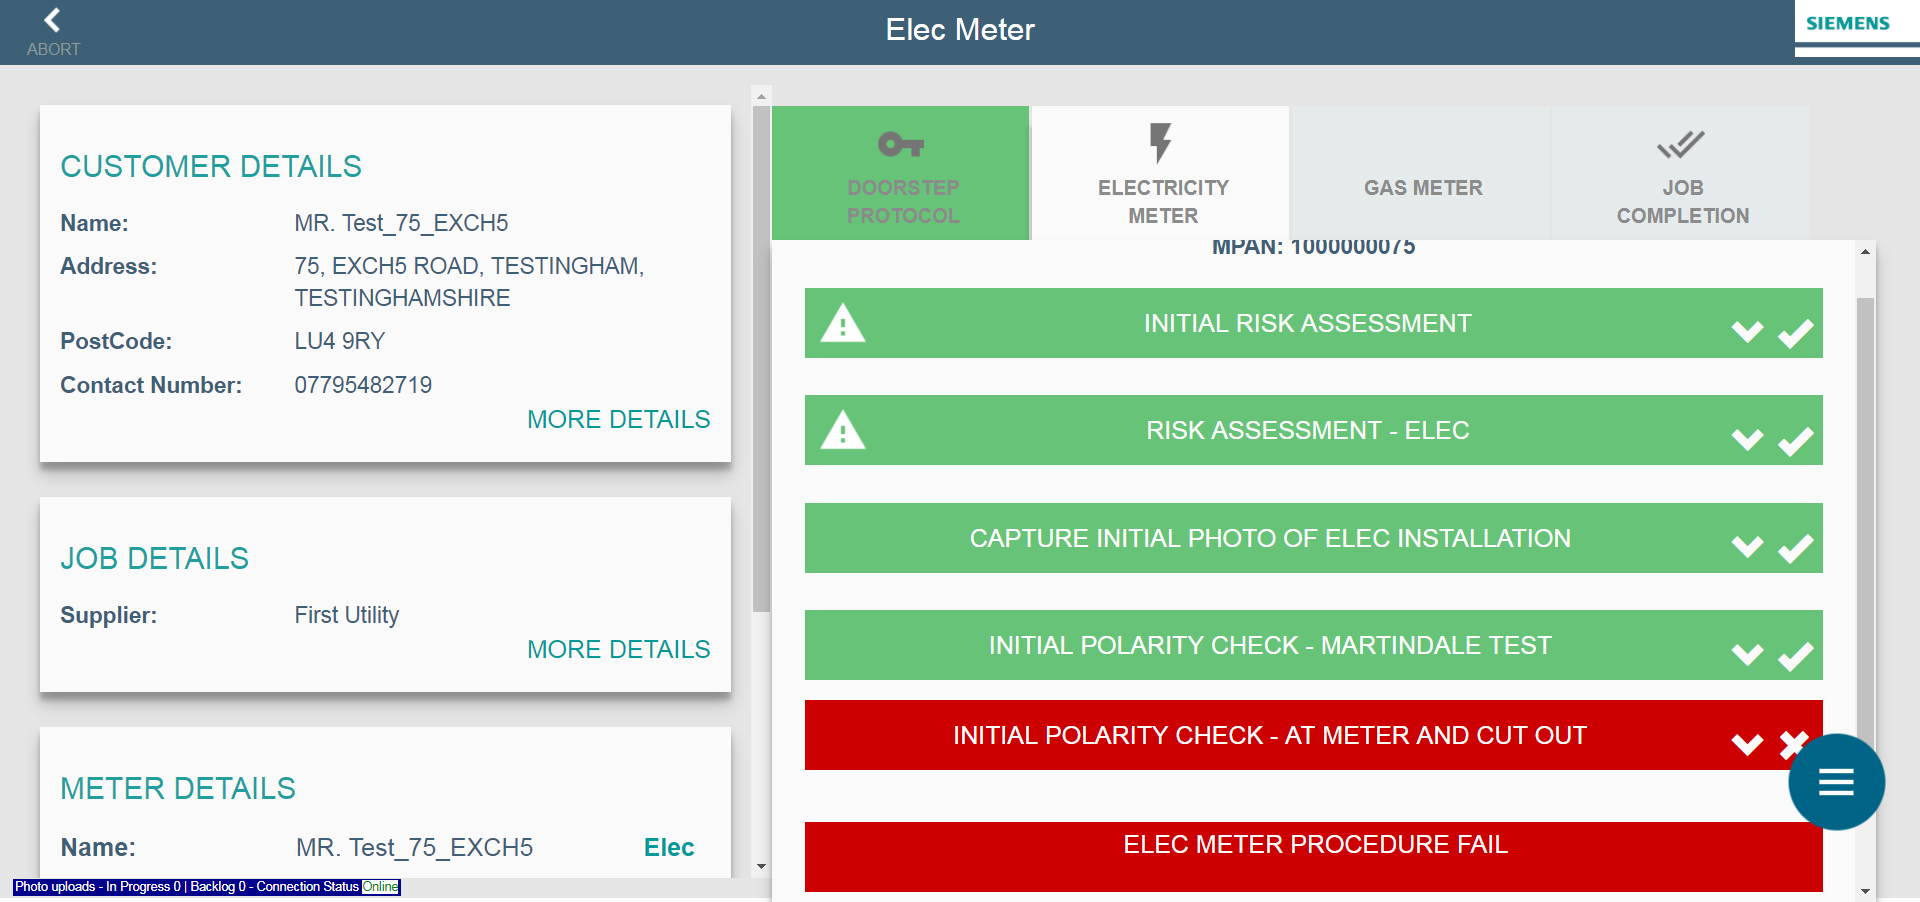 ABORT
Elec Meter
SIEMENS
CUSTOMER DETAILS
Name: MR. Test_75_EXCH5
Address: 75, EXCH5 ROAD, TESTINGHAM,
TESTINGHAMSHIRE
PostCode: LU4 9RY
Contact Number: 07795482719
MORE DETAILS
JOB DETAILS
Supplier: First Utility
MORE DETAILS
METER DETAILS
Name: MR. Test_75_EXCH5 Elec
Photo uploads - In Progress 0 | Backlog 0 - Connection Status Online
DOORSTEP
PROTOCOL
ELECTRICITY
METER
GAS METER
JOB
COMPLETION
MPAN: 1000000075
INITIAL RISK ASSESSMENT
RISK ASSESSMENT - ELEC
CAPTURE INITIAL PHOTO OF ELEC INSTALLATION
INITIAL POLARITY CHECK - MARTINDALE TEST
INITIAL POLARITY CHECK - AT METER AND CUT OUT
ELEC METER PROCEDURE FAIL